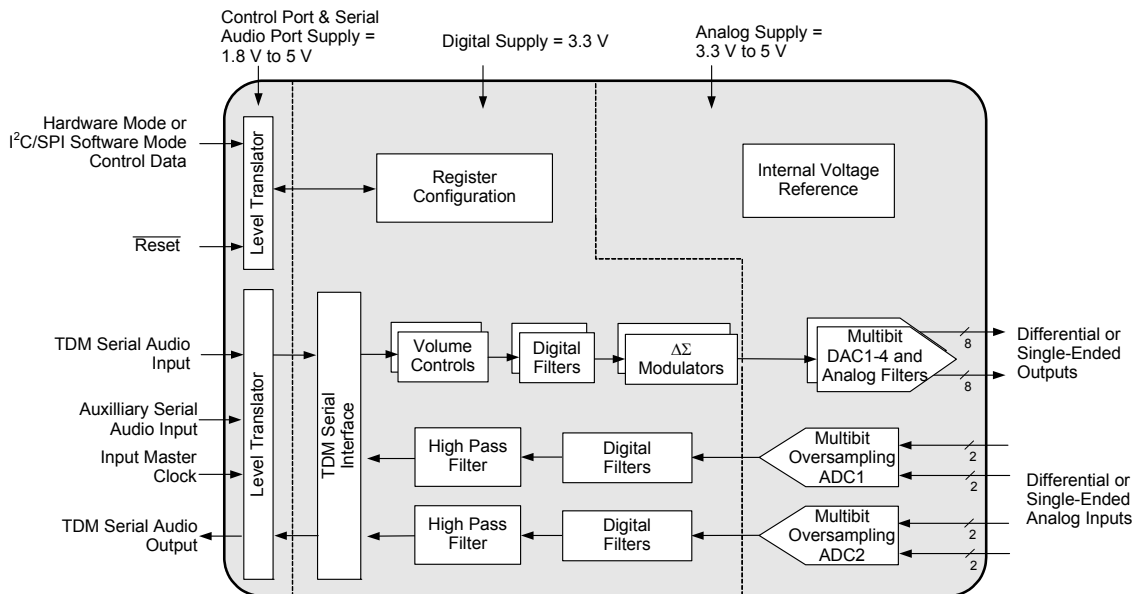 Control Port & Serial
Audio Port Supply =
1.8 V to 5 V
Digital Supply = 3.3 V
Analog Supply =
3.3 V to 5 V
Hardware Mode or
I²C/SPI Software Mode
Control Data
Reset
Level Translator
Register
Configuration
Internal Voltage
Reference
TDM Serial Audio
Input
Auxilliary Serial
Audio Input
Input Master
Clock
TDM Serial Audio
Output
Level Translator
TDM Serial
Interface
Volume
Controls
Digital
Filters
ΔΣ
Modulators
Multibit
DAC1-4 and
Analog Filters
8
8
Differential or
Single-Ended
Outputs
High Pass
Filter
Digital
Filters
Multibit
Oversampling
ADC1
2
2
High Pass
Filter
Digital
Filters
Multibit
Oversampling
ADC2
2
2
Differential or
Single-Ended
Analog Inputs